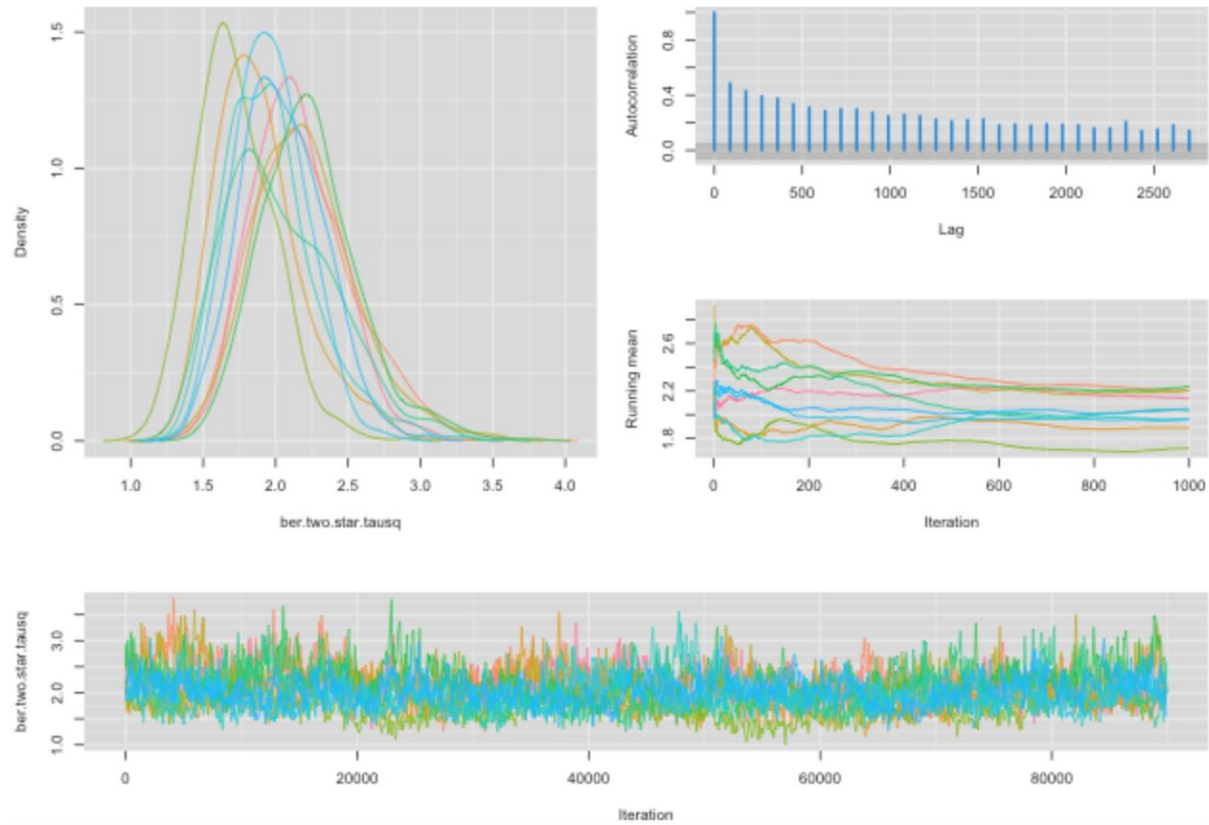 Density
0.0 0.5 1.0 1.5
1.0 1.5 2.0 2.5 3.0 3.5 4.0
ber.two.star.tausq
Autocorrelation
0.0 0.4 0.8
0 500 1000 1500 2000 2500
Lag
Running mean
1.8 2.2 2.6
0 200 400 600 800 1000
Iteration
ber.two.star.tausq
1.0 2.0 3.0
0 20000 40000 60000 80000
Iteration